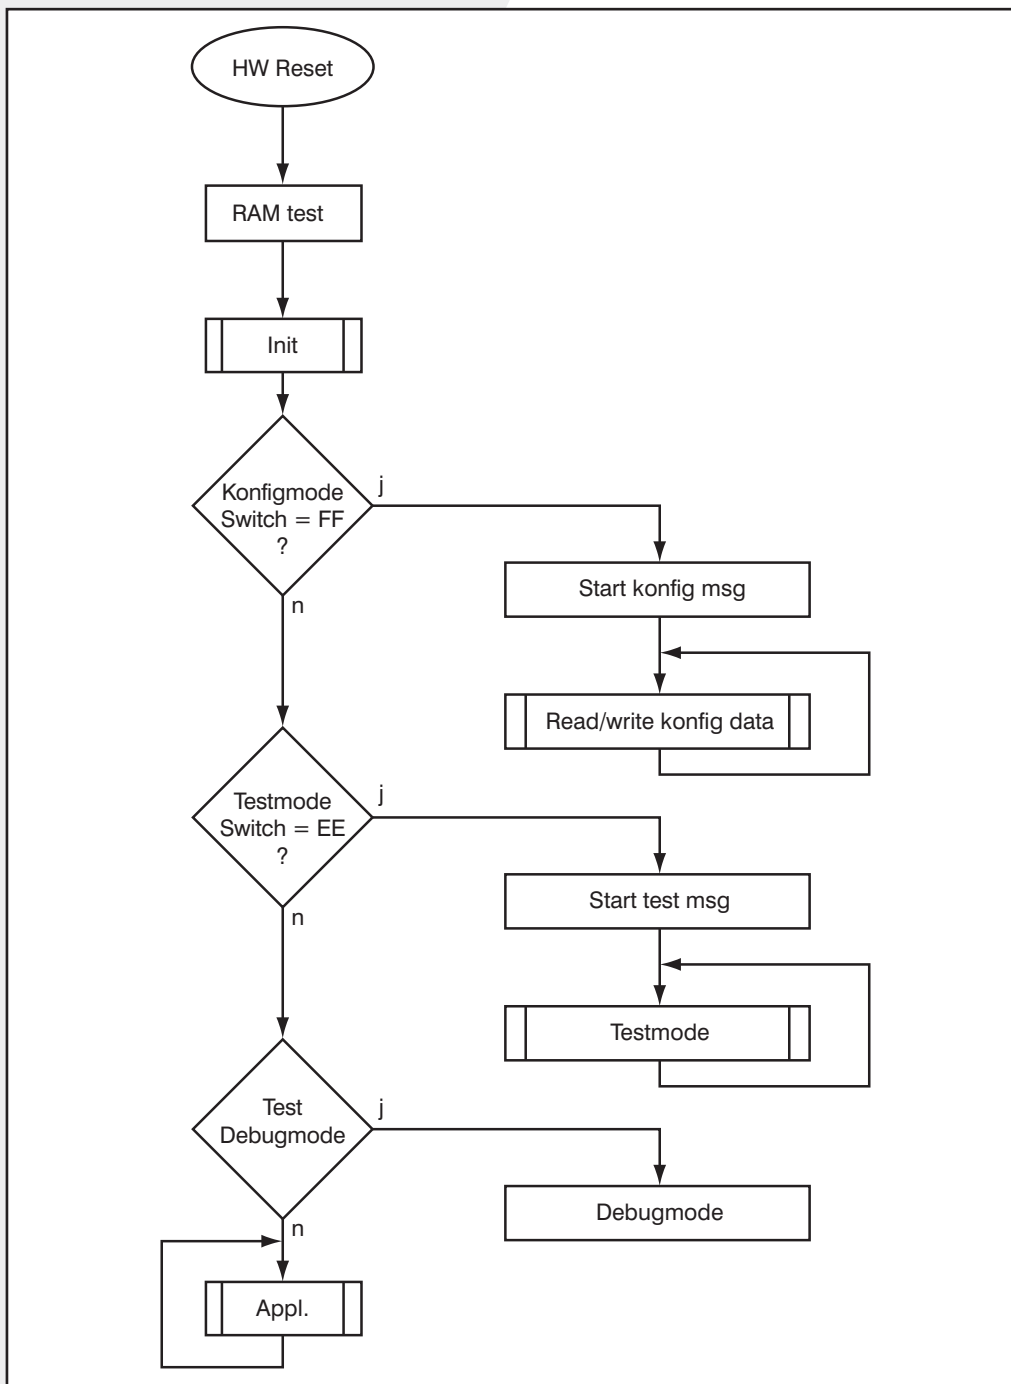 HW Reset
RAM test
Init
Konfigmode
Switch = FF
?
j
n
Start konfig msg
Read/write konfig data
Testmode
Switch = EE
?
j
n
Start test msg
Testmode
Test
Debugmode
j
n
Debugmode
Appl.